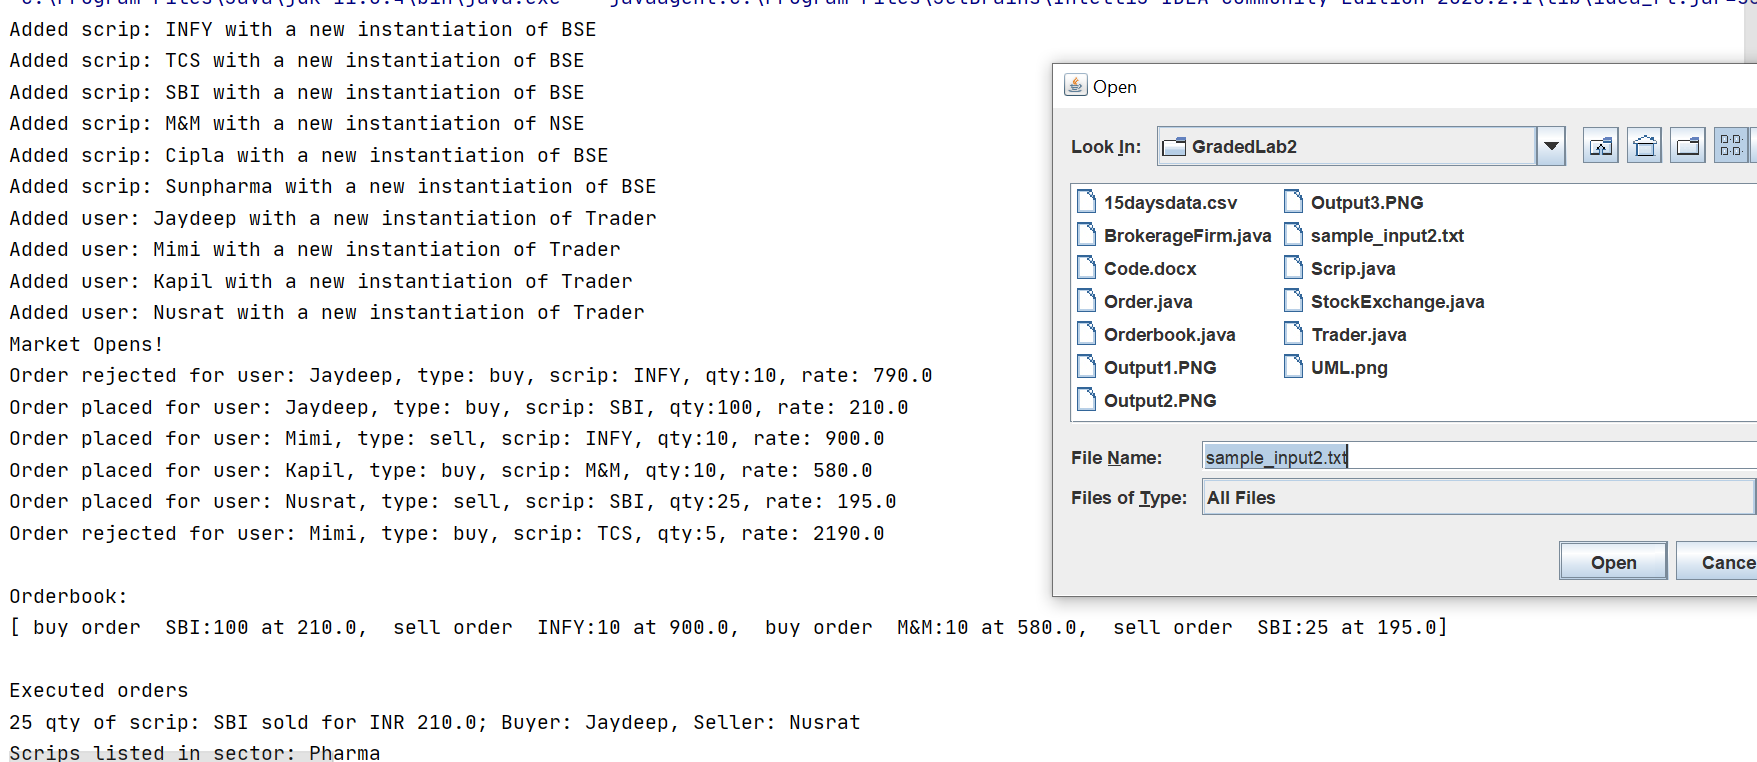 Added scrip: INFY with a new instantiation of BSE
Added scrip: TCS with a new instantiation of BSE
Added scrip: SBI with a new instantiation of BSE
Added scrip: M&M with a new instantiation of NSE
Added scrip: Cipla with a new instantiation of BSE
Added scrip: Sunpharma with a new instantiation of BSE
Added user: Jaydeep with a new instantiation of Trader
Added user: Mimi with a new instantiation of Trader
Added user: Kapil with a new instantiation of Trader
Added user: Nusrat with a new instantiation of Trader
Market Opens!
Order rejected for user: Jaydeep, type: buy, scrip: INFY, qty:10, rate: 790.0
Order placed for user: Jaydeep, type: buy, scrip: SBI, qty:100, rate: 210.0
Order placed for user: Mimi, type: sell, scrip: INFY, qty:10, rate: 900.0
Order placed for user: Kapil, type: buy, scrip: M&M, qty:10, rate: 580.0
Order placed for user: Nusrat, type: sell, scrip: SBI, qty:25, rate: 195.0
Order rejected for user: Mimi, type: buy, scrip: TCS, qty:5, rate: 2190.0
Orderbook:
[ buy order  SBI:100 at 210.0,  sell order  INFY:10 at 900.0,  buy order  M&M:10 at 580.0,  sell order  SBI:25 at 195.0]
Executed orders
25 qty of scrip: SBI sold for INR 210.0; Buyer: Jaydeep, Seller: Nusrat
Scrips listed in sector: Pharma
Open
Look In: GradedLab2
15daysdata.csv
BrokerageFirm.java
Code.docx
Order.java
Orderbook.java
Output1.PNG
Output2.PNG
Output3.PNG
sample_input2.txt
Scrip.java
StockExchange.java
Trader.java
UML.png
File Name: sample_input2.txt
Files of Type: All Files
Open
Cance